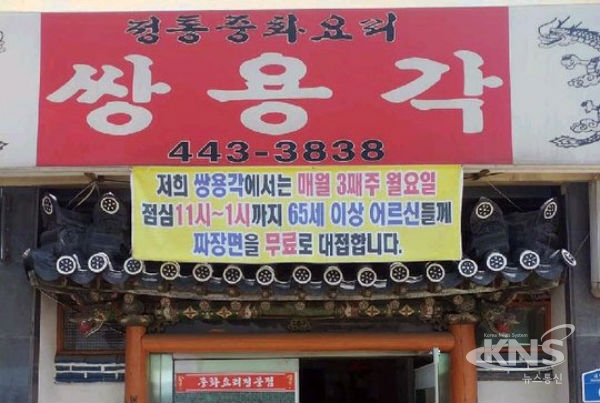 정통중화요리
쌍용각
443-3838
저희 쌍용각에서는 매월 3째주 월요일
점심11시~1시까지 65세 이상 어르신들께
짜장면을 무료로 대접합니다.
중화요리전문점
Korea News System
KNS
뉴스통신